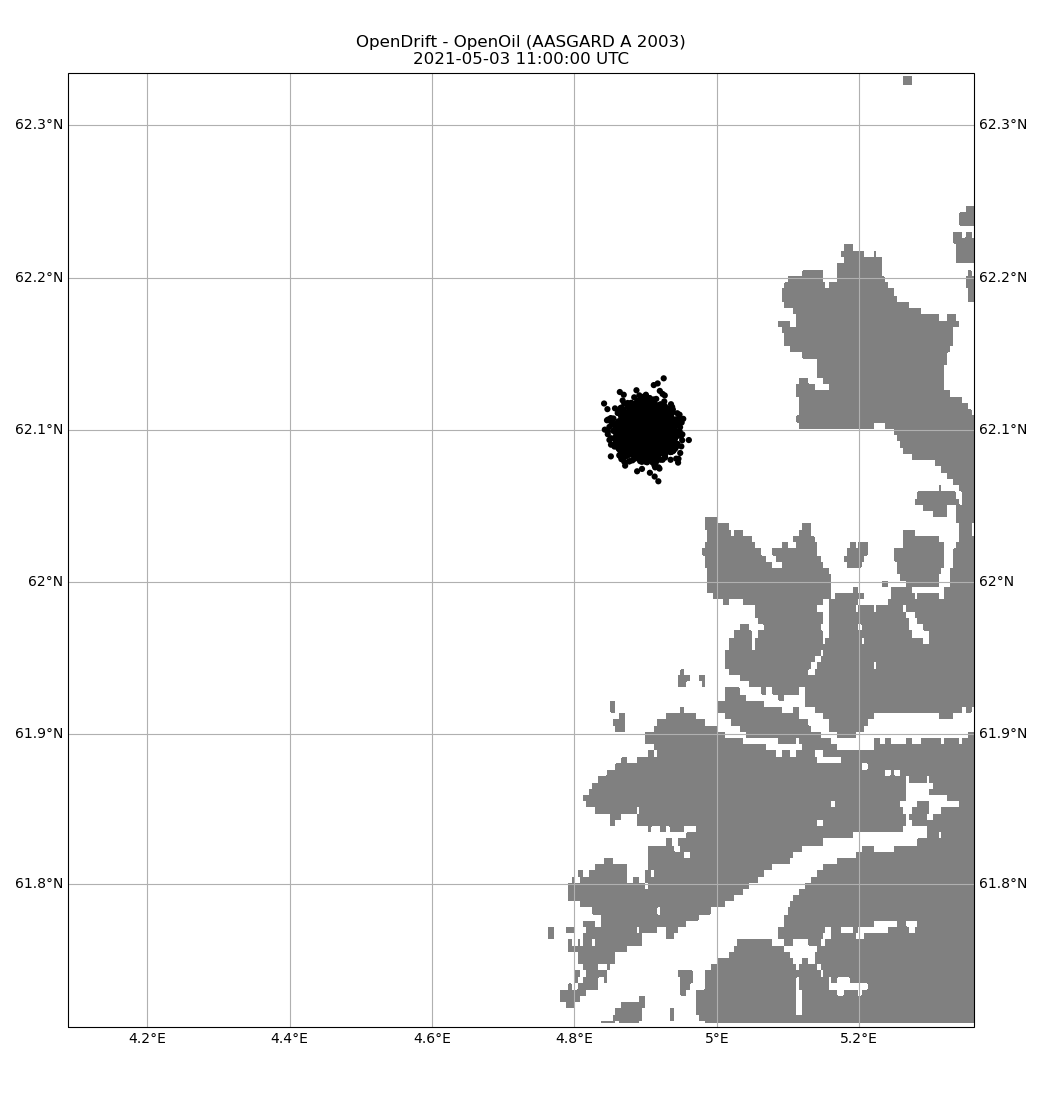 OpenDrift - OpenOil (AASGARD A 2003)
2021-05-03 11:00:00 UTC
62.3°N 62.3°N
62.2°N 62.2°N
62.1°N 62.1°N
62°N 62°N
61.9°N 61.9°N
61.8°N 61.8°N
4.2°E 4.4°E 4.6°E 4.8°E 5°E 5.2°E